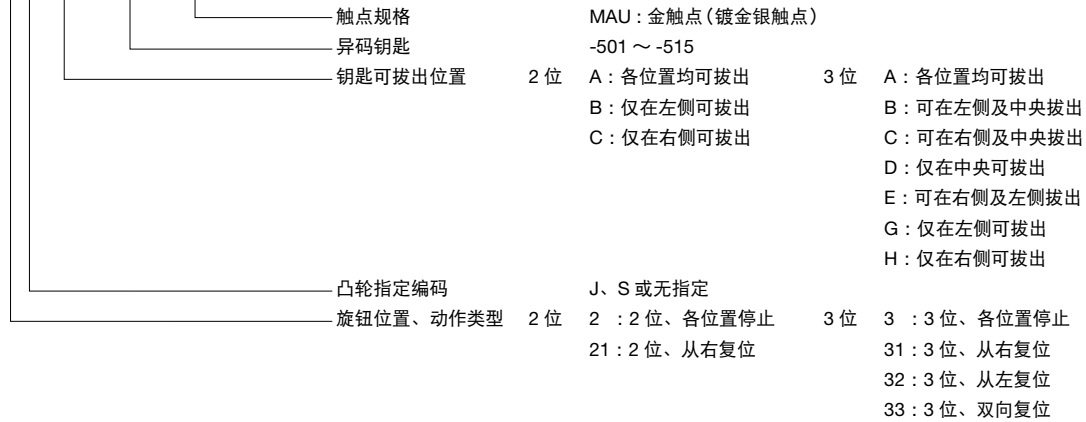 触点规格 MAU：金触点（镀金银触点）
异码钥匙 -501 ～ -515
钥匙可拔出位置 2 位 A：各位置均可拔出 3 位 A：各位置均可拔出
B：仅在左侧可拔出 B：可在左侧及中央拔出
C：仅在右侧可拔出 C：可在右侧及中央拔出
D：仅在中央可拔出
E：可在右侧及左侧拔出
G：仅在左侧可拔出
H：仅在右侧可拔出
凸轮指定编码 J、S 或无指定
旋钮位置、动作类型 2 位 2 ：2 位、各位置停止 3 位 3 ：3 位、各位置停止
21：2 位、从右复位 31：3 位、从右复位
32：3 位、从左复位
33：3 位、双向复位